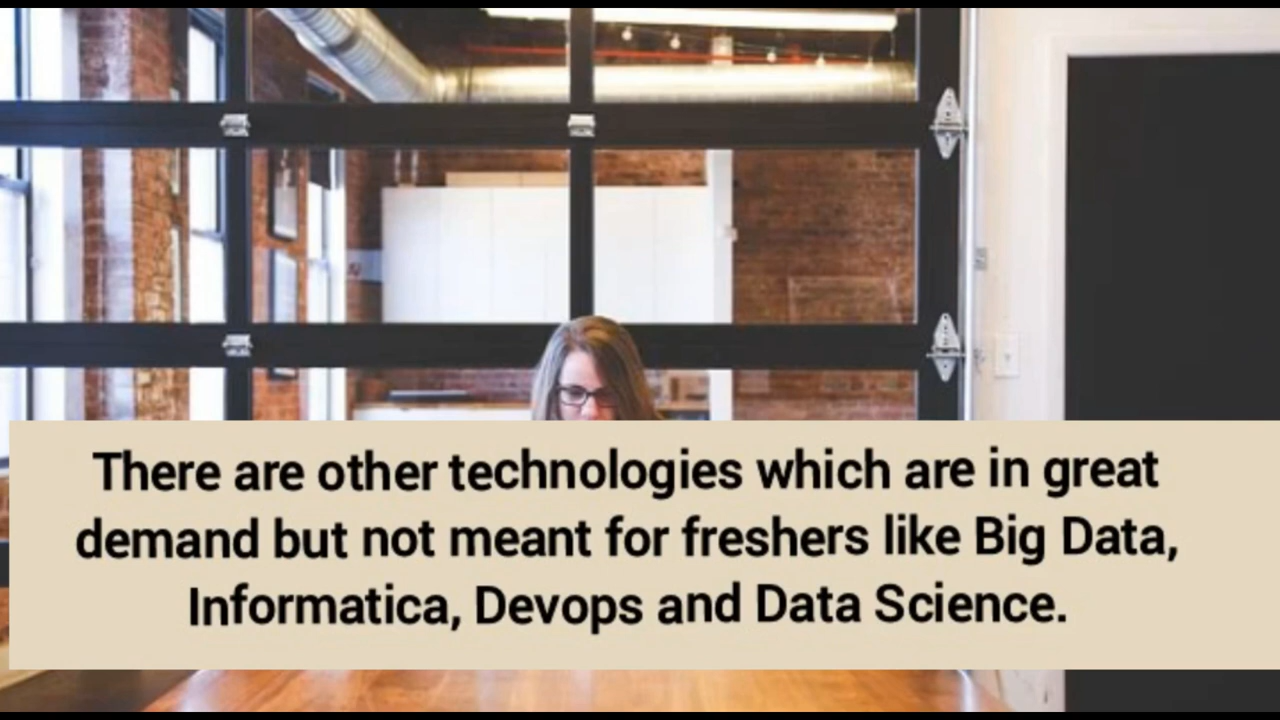 There are other technologies which are in great
demand but not meant for freshers like Big Data,
Informatica, Devops and Data Science.